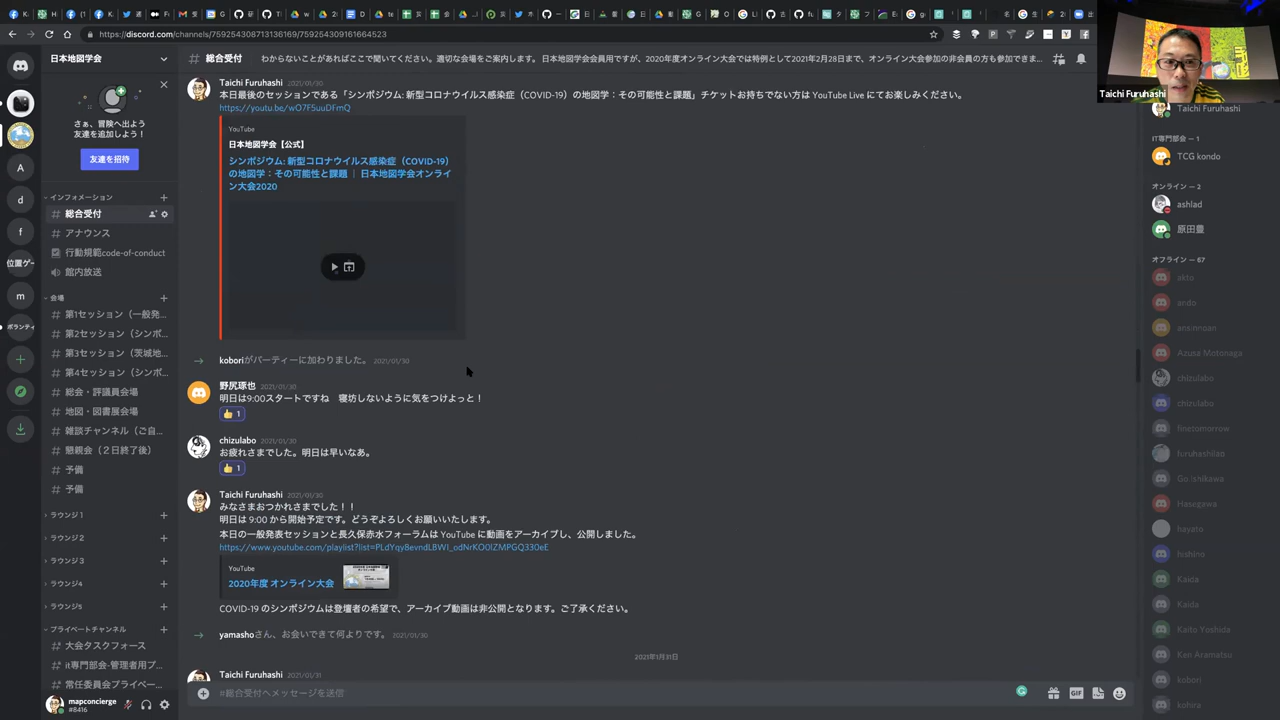 https://discord.com/channels/759254308713136169/759254309161664523
日本地図学会
総合受付
わからないことがあればここで聞いてください。適切な会場をご案内します。日本地図学会会員用ですが、2020年度オンライン大会では特例として2021年2月28日まで、オンライン大会参加の非会員の方も参加できま...
Taichi Furuhashi
さぁ、冒険へ出よう
友達を追加しよう！
友達を招待
インフォメーション
# 総合受付
# アナウンス
行動規範code-of-conduct
館内放送
会場
# 第1セッション（一般発...
# 第2セッション（シンポ...
# 第3セッション（茨城地...
# 第4セッション（シンポ...
# 総会・評議員会場
# 地図・図書展会場
# 雑談チャンネル（ご自...
# 懇親会（２日終了後）
# 予備
# 予備
ラウンジ１
ラウンジ２
ラウンジ３
ラウンジ4
ラウンジ5
プライベートチャンネル
# 大会タスクフォース
# it専門部会-管理者用プ...
# 常任委員会プライベー...
mapconcierge
#8416
A
d
f
位置ゲー
m
ボランティ
Taichi Furuhashi 2021/01/30
本日最後のセッションである「シンポジウム: 新型コロナウイルス感染症（COVID-19）の地図学：その可能性と課題」チケットお持ちでない方は YouTube Live にてお楽しみください。
https://youtu.be/wO7F5uuDFmQ
YouTube
日本地図学会【公式】
シンポジウム: 新型コロナウイルス感染症（COVID-19）
の地図学：その可能性と課題 ｜ 日本地図学会オンライ
ン大会2020
koboriがパーティーに加わりました。 2021/01/30
野尻琢也 2021/01/30
明日は9:00スタートですね　寝坊しないように気をつけよっと！
1
chizulabo 2021/01/30
お疲れさまでした。明日は早いなあ。
1
Taichi Furuhashi 2021/01/30
みなさまおつかれさまでした！！
明日は 9:00 から開始予定です。どうぞよろしくお願いいたします。
本日の一般発表セッションと長久保赤水フォーラムは YouTube に動画をアーカイブし、公開しました。
https://www.youtube.com/playlist?list=PLdYqy8evndLBWI_odNrKO0lZMPGQ330eE
YouTube
2020年度 オンライン大会
COVID-19 のシンポジウムは登壇者の希望で、アーカイブ動画は非公開となります。ご了承ください。
yamashoさん、お会いできて何よりです。 2021/01/30
2021年1月31日
Taichi Furuhashi 2021/01/31
#総合受付へメッセージを送信
GIF
Taichi Furuhashi
IT専門部会 — 1
TCG kondo
オンライン — 2
ashlad
原田豊
オフライン — 67
akto
ando
ansinnoan
Azusa Motonaga
chizulabo
chizulabo
finetomorrow
furuhashilab
Go Ishikawa
Hasegawa
hayato
hishino
Kaida
Kaida
Kaito Yoshida
Ken Aramatsu
kobori
kofura